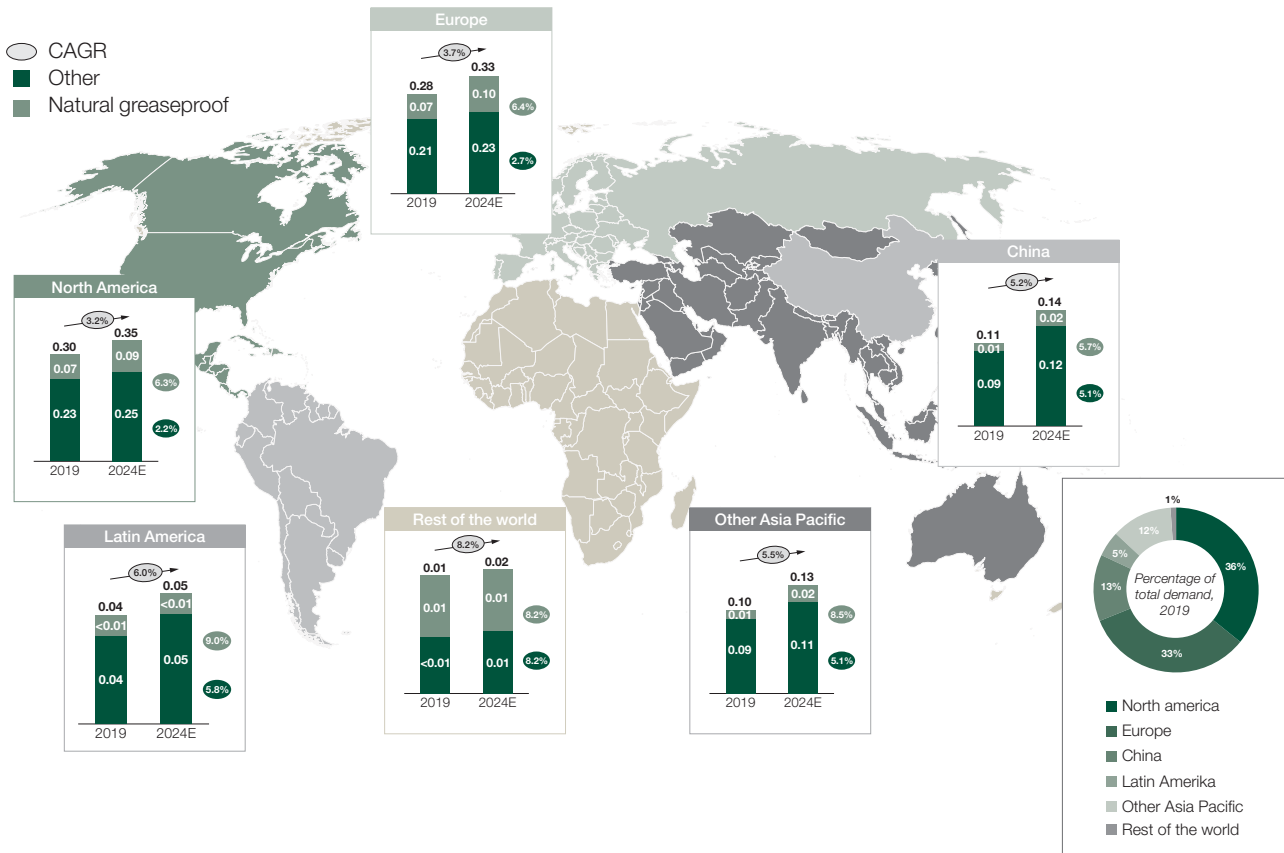 CAGR
Other
Natural greaseproof
Europe
3.7%
0.28
0.33
0.07
0.10
6.4%
0.21
0.23
2.7%
2019
2024E
North America
3.2%
0.30
0.35
0.07
0.09
6.3%
0.23
0.25
2.2%
2019
2024E
China
5.2%
0.11
0.14
0.01
0.02
5.7%
0.09
0.12
5.1%
2019
2024E
Latin America
6.0%
0.04
0.05
<0.01
<0.01
9.0%
0.04
0.05
5.8%
2019
2024E
Rest of the world
8.2%
0.01
0.02
0.01
0.01
8.2%
<0.01
0.01
8.2%
2019
2024E
Other Asia Pacific
5.5%
0.10
0.13
0.01
0.02
8.5%
0.09
0.11
5.1%
2019
2024E
1%
12%
5%
13%
36%
33%
Percentage of
total demand,
2019
North america
Europe
China
Latin Amerika
Other Asia Pacific
Rest of the world